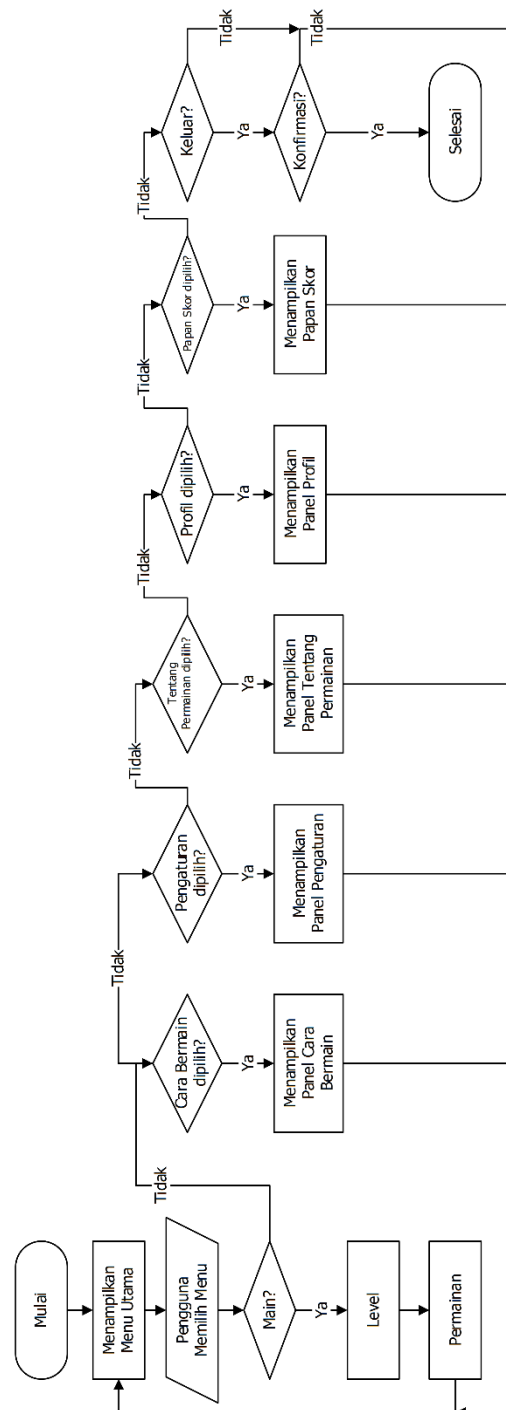 Mulai
Menampilkan
Menu Utama
Pengguna
Memilih Menu
Main?
Tidak
Ya
Level
Permainan
Cara Bermain
dipilih?
Tidak
Ya
Menampilkan
Panel Cara
Bermain
Pengaturan
dipilih?
Tidak
Ya
Menampilkan
Panel Pengaturan
Tentang
Permainan dipilih?
Tidak
Ya
Menampilkan
Panel Tentang
Permainan
Profil dipilih?
Tidak
Ya
Menampilkan
Panel Profil
Papan Skor dipilih?
Tidak
Ya
Menampilkan
Papan Skor
Keluar?
Tidak
Ya
Konfirmasi?
Tidak
Ya
Selesai